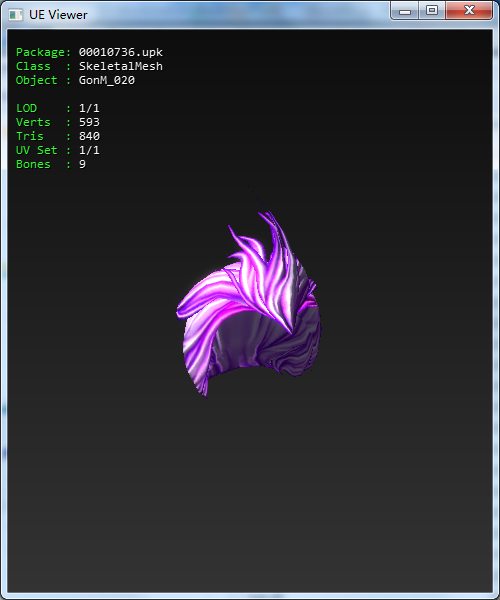 UE Viewer
Package: 00010736.upk
Class : SkeletalMesh
Object : GonM_020
LOD : 1/1
Verts : 593
Tris : 840
UV Set : 1/1
Bones : 9